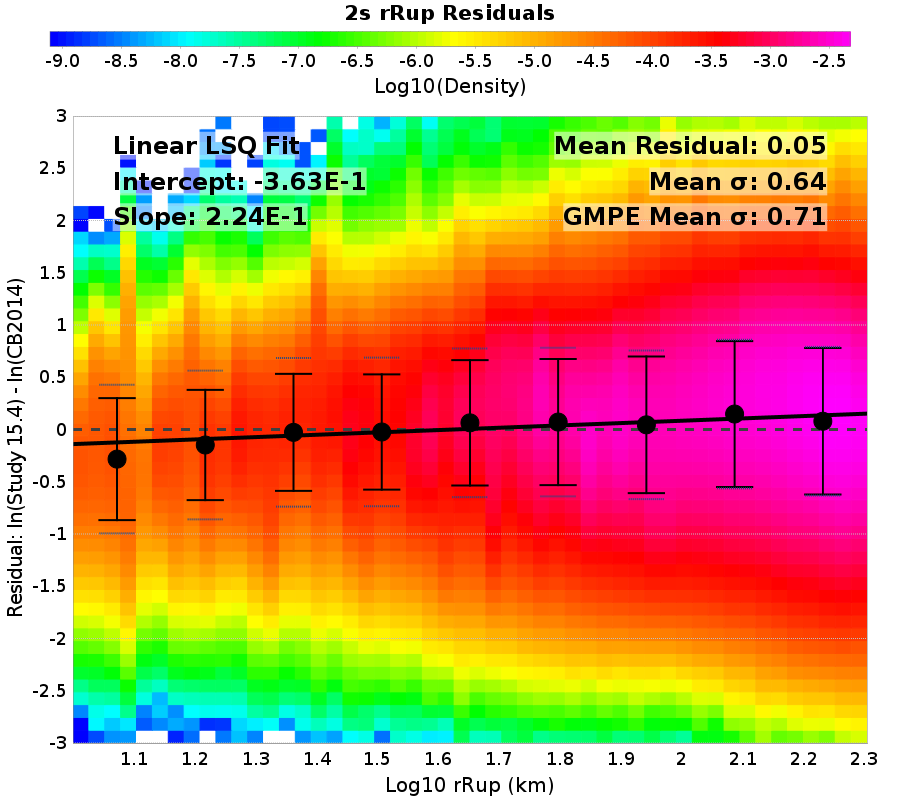 2s rRup Residuals
-9.0 -8.5 -8.0 -7.5 -7.0 -6.5 -6.0 -5.5 -5.0 -4.5 -4.0 -3.5 -3.0 -2.5
Log10(Density)
Linear LSQ Fit
Intercept: -3.63E-1
Slope: 2.24E-1
Mean Residual: 0.05
Mean σ: 0.64
GMPE Mean σ: 0.71
Residual: ln(Study 15.4) - ln(CB2014)
3
2.5
2
1.5
1
0.5
0
-0.5
-1
-1.5
-2
-2.5
-3
1.1 1.2 1.3 1.4 1.5 1.6 1.7 1.8 1.9 2 2.1 2.2 2.3
Log10 rRup (km)